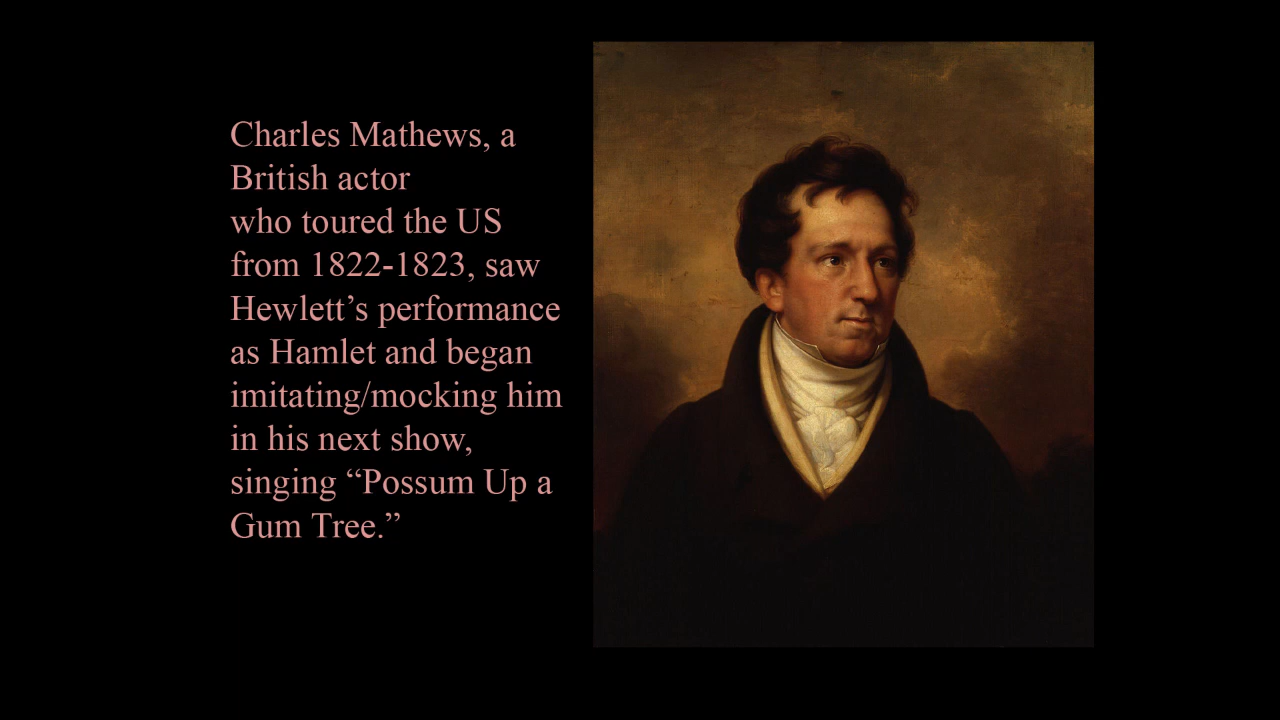 Charles Mathews, a
British actor
who toured the US
from 1822-1823, saw
Hewlett’s performance
as Hamlet and began
imitating/mocking him
in his next show,
singing “Possum Up a
Gum Tree.”